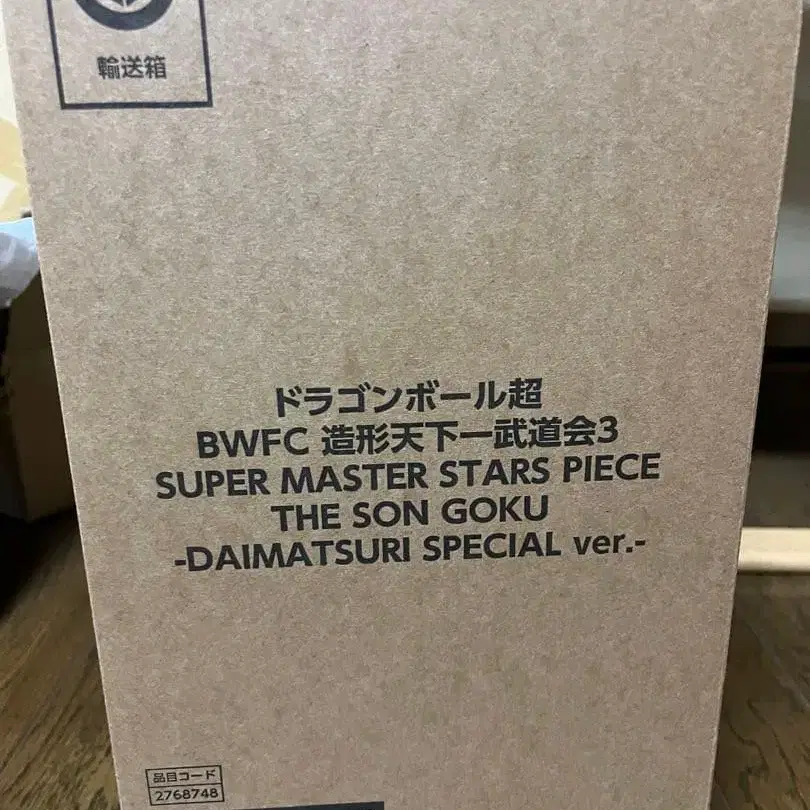 輸送箱
ドラゴンボール超
BWFC 造形天下一武道会3
SUPER MASTER STARS PIECE
THE SON GOKU
-DAIMATSURI SPECIAL ver.-
品目コード
2768748